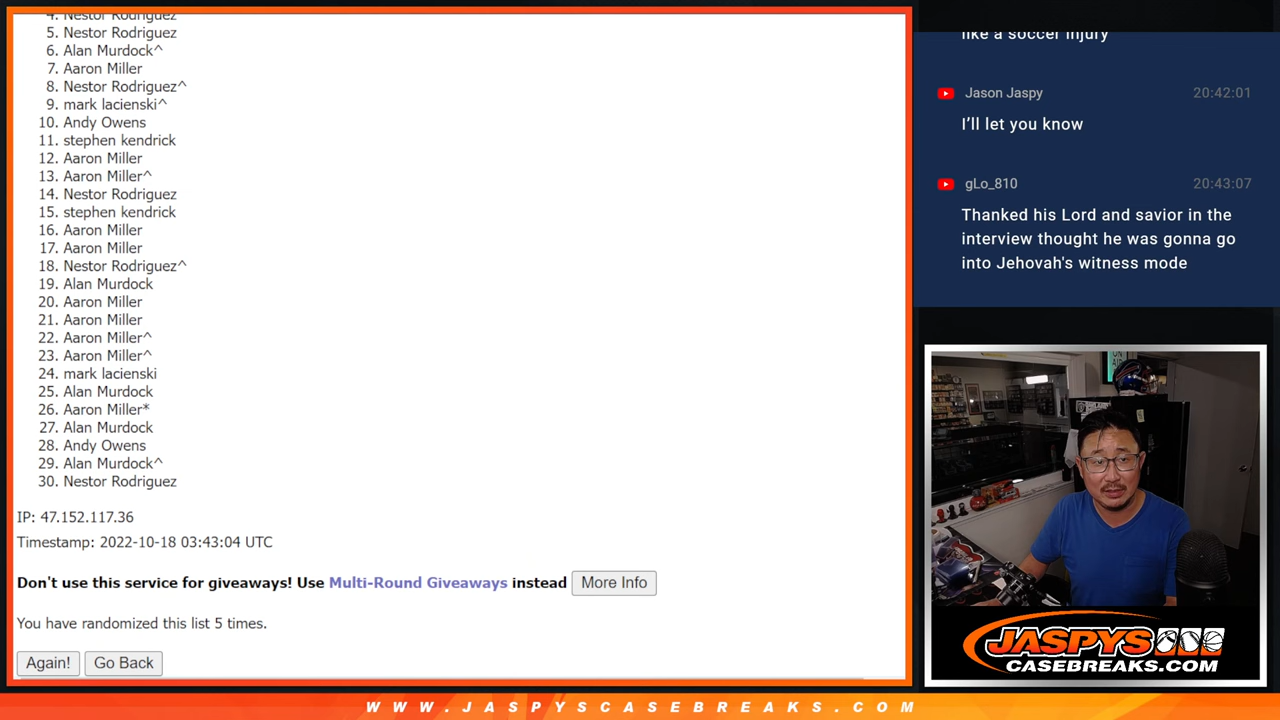 4. Nestor Rodriguez
5. Nestor Rodriguez
6. Alan Murdock^
7. Aaron Miller
8. Nestor Rodriguez^
9. mark lacienski^
10. Andy Owens
11. stephen kendrick
12. Aaron Miller
13. Aaron Miller^
14. Nestor Rodriguez
15. stephen kendrick
16. Aaron Miller
17. Aaron Miller
18. Nestor Rodriguez^
19. Alan Murdock
20. Aaron Miller
21. Aaron Miller
22. Aaron Miller^
23. Aaron Miller^
24. mark lacienski
25. Alan Murdock
26. Aaron Miller*
27. Alan Murdock
28. Andy Owens
29. Alan Murdock^
30. Nestor Rodriguez
IP: 47.152.117.36
Timestamp: 2022-10-18 03:43:04 UTC
Don't use this service for giveaways! Use Multi-Round Giveaways instead More Info
You have randomized this list 5 times.
Again! Go Back
like a soccer injury
Jason Jaspy 20:42:01
I'll let you know
gLo_810 20:43:07
Thanked his Lord and savior in the
interview thought he was gonna go
into Jehovah's witness mode
ON
AIR
JASPYS
CASEBREAKS.COM
WWW.JASPYSCASEBREAKS.COM